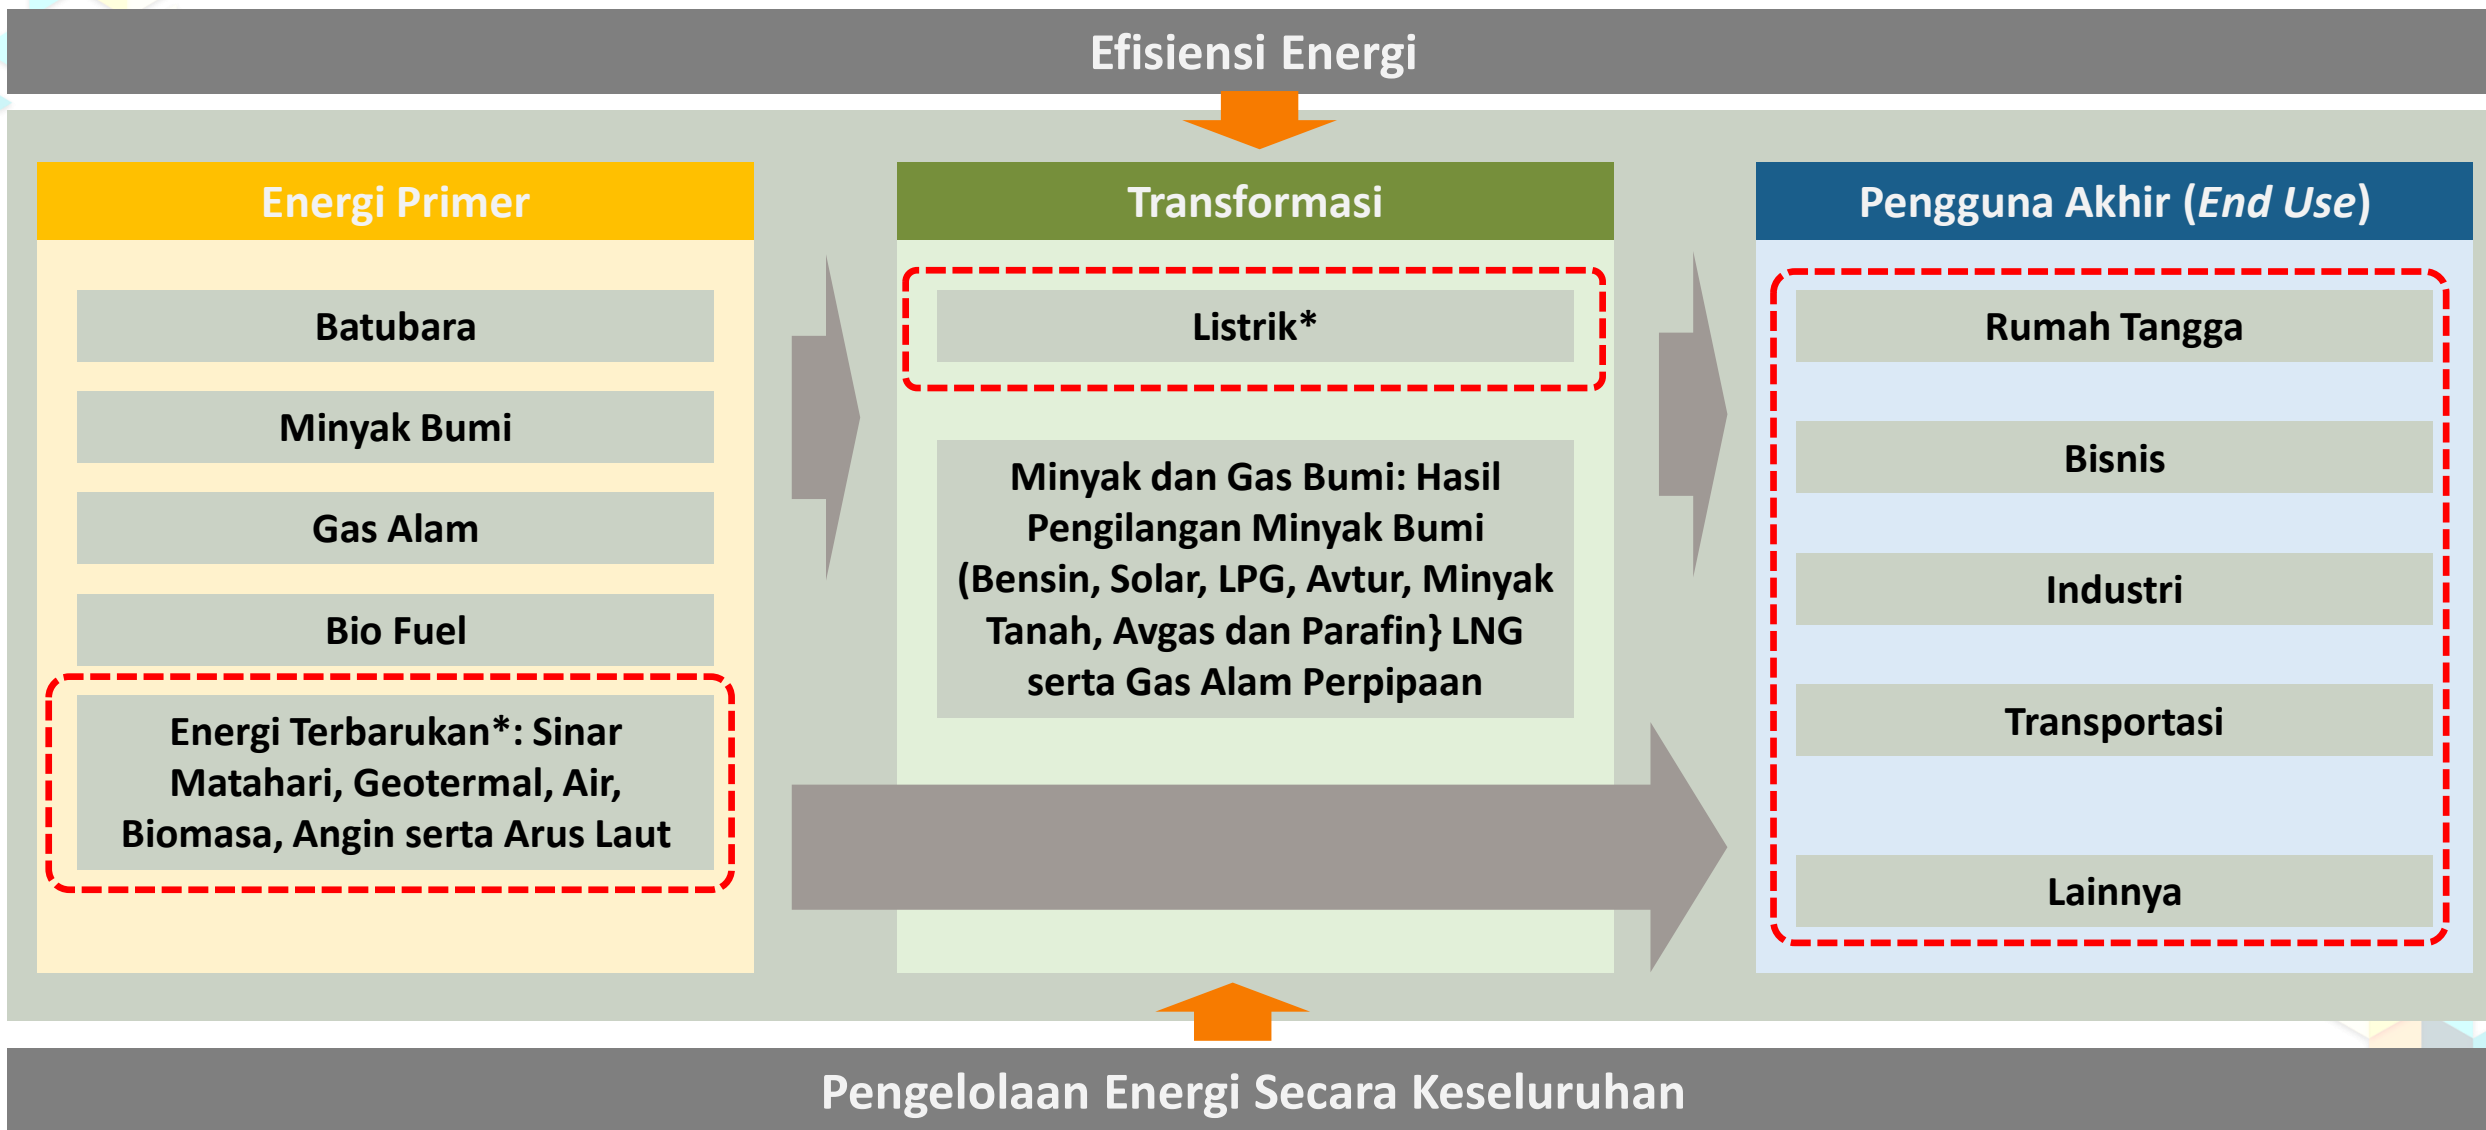 Efisiensi Energi
Energi Primer
Batubara
Minyak Bumi
Gas Alam
Bio Fuel
Energi Terbarukan*: Sinar
Matahari, Geotermal, Air,
Biomasa, Angin serta Arus Laut
Transformasi
Listrik*
Minyak dan Gas Bumi: Hasil
Pengilangan Minyak Bumi
(Bensin, Solar, LPG, Avtur, Minyak
Tanah, Avgas dan Parafin} LNG
serta Gas Alam Perpipaan
Pengguna Akhir (End Use)
Rumah Tangga
Bisnis
Industri
Transportasi
Lainnya
Pengelolaan Energi Secara Keseluruhan